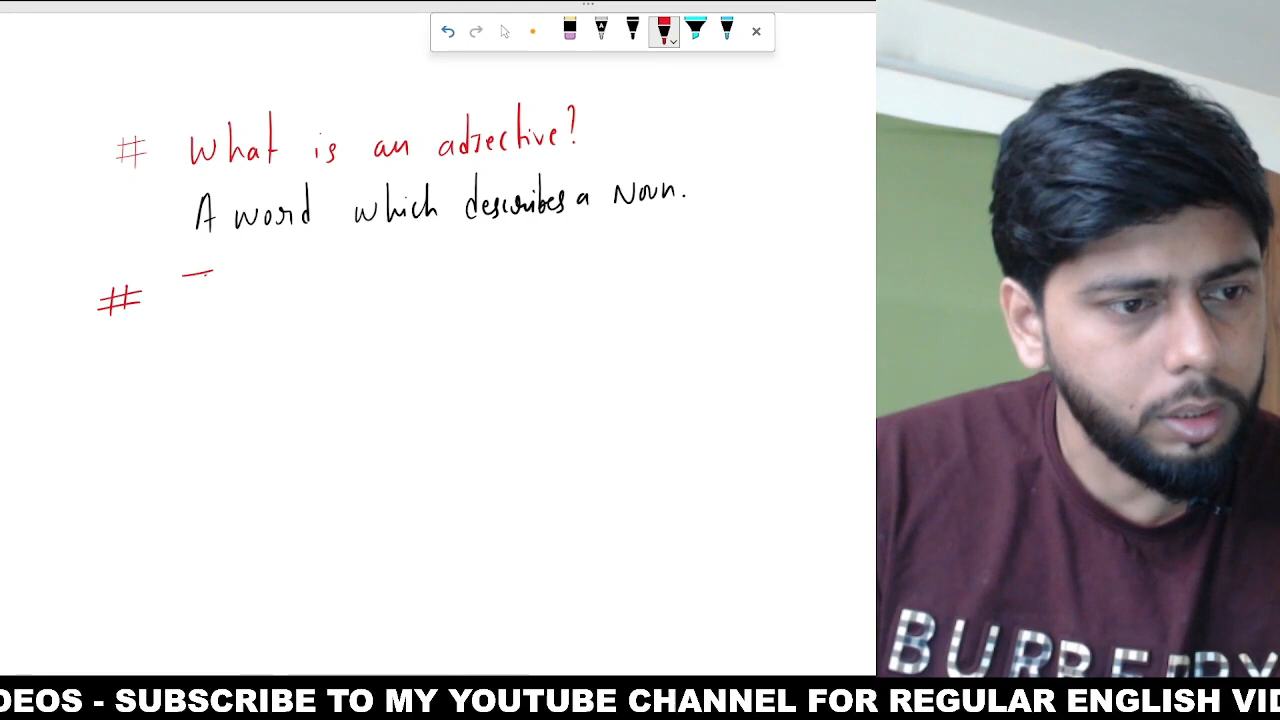 # What is an adjective?
A word which describes a Noun.
#
BURBERRY
DEOS - SUBSCRIBE TO MY YOUTUBE CHANNEL FOR REGULAR ENGLISH VID